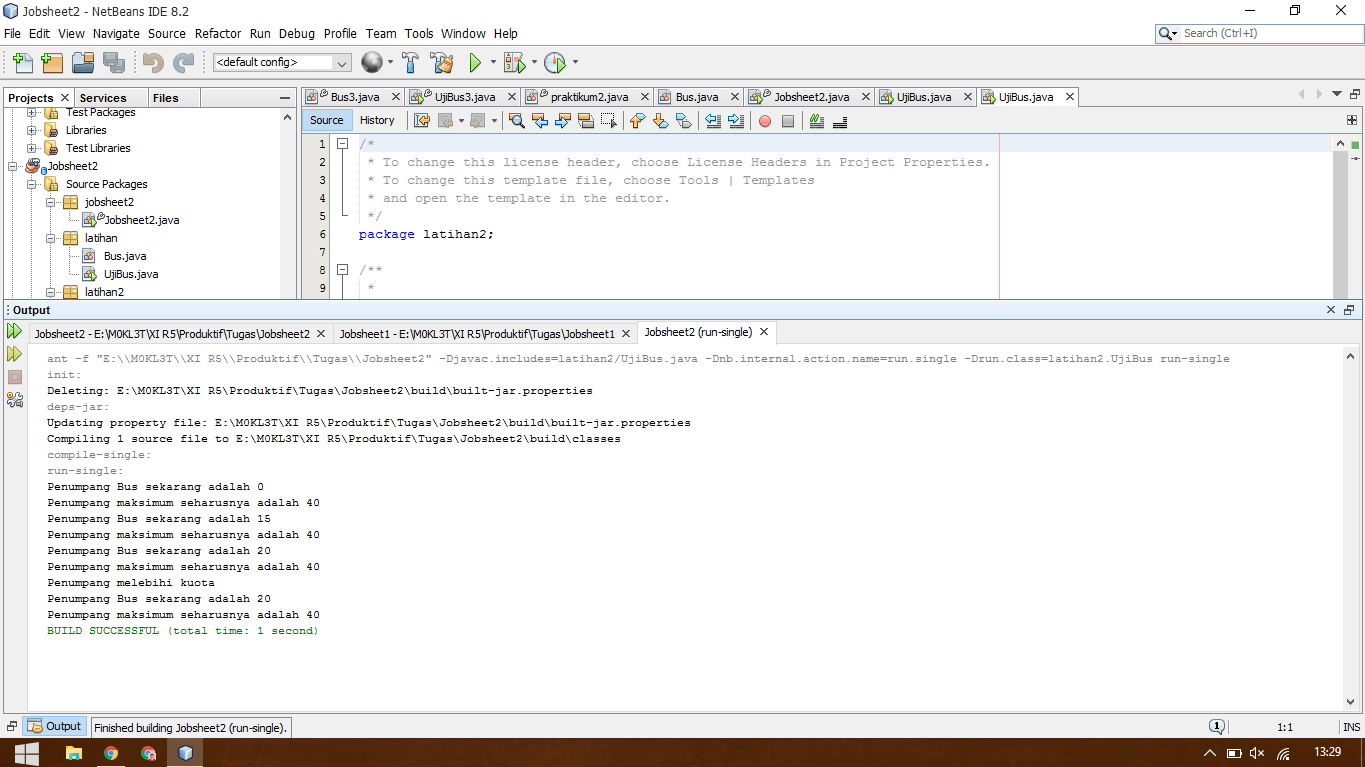 Jobsheet2 - NetBeans IDE 8.2
File Edit View Navigate Source Refactor Run Debug Profile Team Tools Window Help
Search (Ctrl+I)
<default config>
Projects Services Files
Bus3.java UjiBus3.java praktikum2.java Bus.java Jobsheet2.java UjiBus.java UjiBus.java
Test Packages
Libraries
Test Libraries
Jobsheet2
Source Packages
jobsheet2
Jobsheet2.java
latihan
Bus.java
UjiBus.java
latihan2
Source History
1 /*
2 * To change this license header, choose License Headers in Project Properties.
3 * To change this template file, choose Tools | Templates
4 * and open the template in the editor.
5 */
6 package latihan2;
7
8 /**
9 *
Output
Jobsheet2 - E:\M0KL3T\XI R5\Produktif\Tugas\Jobsheet2 Jobsheet1 - E:\M0KL3T\XI R5\Produktif\Tugas\Jobsheet1 Jobsheet2 (run-single)
ant -f "E:\\M0KL3T\\XI R5\\Produktif\\Tugas\\Jobsheet2" -Djavac.includes=latihan2/UjiBus.java -Dnb.internal.action.name=run.single -Drun.class=latihan2.UjiBus run-single
init:
Deleting: E:\M0KL3T\XI R5\Produktif\Tugas\Jobsheet2\build\built-jar.properties
deps-jar:
Updating property file: E:\M0KL3T\XI R5\Produktif\Tugas\Jobsheet2\build\built-jar.properties
Compiling 1 source file to E:\M0KL3T\XI R5\Produktif\Tugas\Jobsheet2\build\classes
compile-single:
run-single:
Penumpang Bus sekarang adalah 0
Penumpang maksimum seharusnya adalah 40
Penumpang Bus sekarang adalah 15
Penumpang maksimum seharusnya adalah 40
Penumpang Bus sekarang adalah 20
Penumpang maksimum seharusnya adalah 40
Penumpang melebihi kuota
Penumpang Bus sekarang adalah 20
Penumpang maksimum seharusnya adalah 40
BUILD SUCCESSFUL (total time: 1 second)
Output
Finished building Jobsheet2 (run-single).
1
1:1
INS
13:29